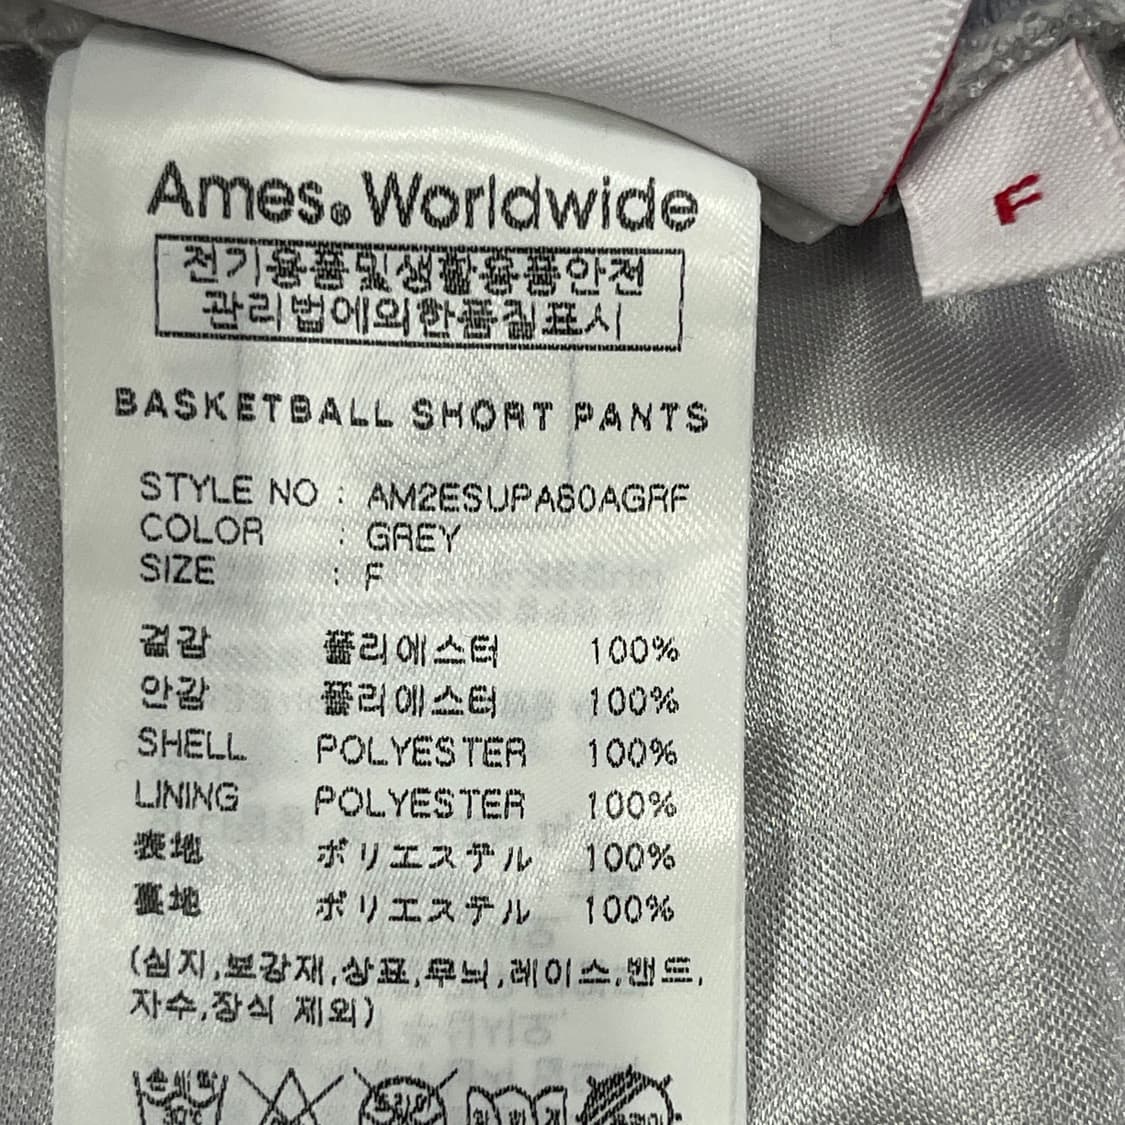 F
Ames® Worldwide
전기용품및생활용품안전
관리법에의한품질표시
BASKETBALL SHORT PANTS
STYLE NO : AM2ESUPA60AGRF
COLOR : GREY
SIZE : F
겉감 폴리에스터 100%
안감 폴리에스터 100%
SHELL POLYESTER 100%
LINING POLYESTER 100%
表地 ポリエステル 100%
裏地 ポリエステル 100%
(심지,보강재,상표,무늬,레이스,밴드,
자수,장식 제외)
손세탁
30℃